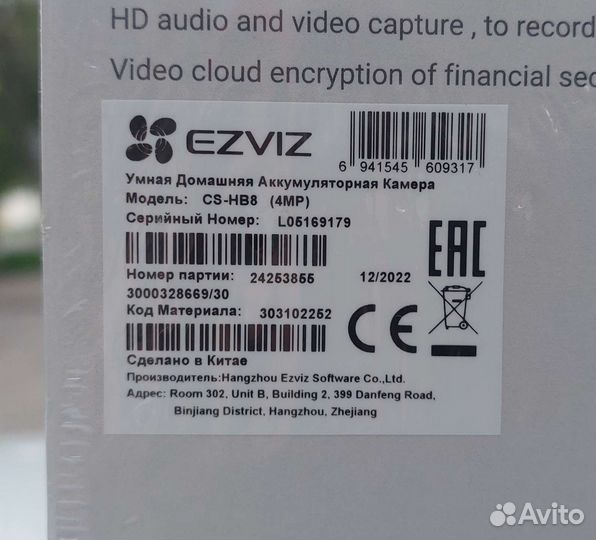 HD audio and video capture , to record
Video cloud encryption of financial sec
EZVIZ
6 941545 609317
Умная Домашняя Аккумуляторная Камера
Модель: CS-HB8 (4MP)
Серийный Номер: L05169179
EAC
Номер партии: 24253855 12/2022
3000328669/30
Код Материала: 303102252
CE
Сделано в Китае
Производитель:Hangzhou Ezviz Software Co.,Ltd.
Адрес: Room 302, Unit B, Building 2, 399 Danfeng Road,
Binjiang District, Hangzhou, Zhejiang
Avito